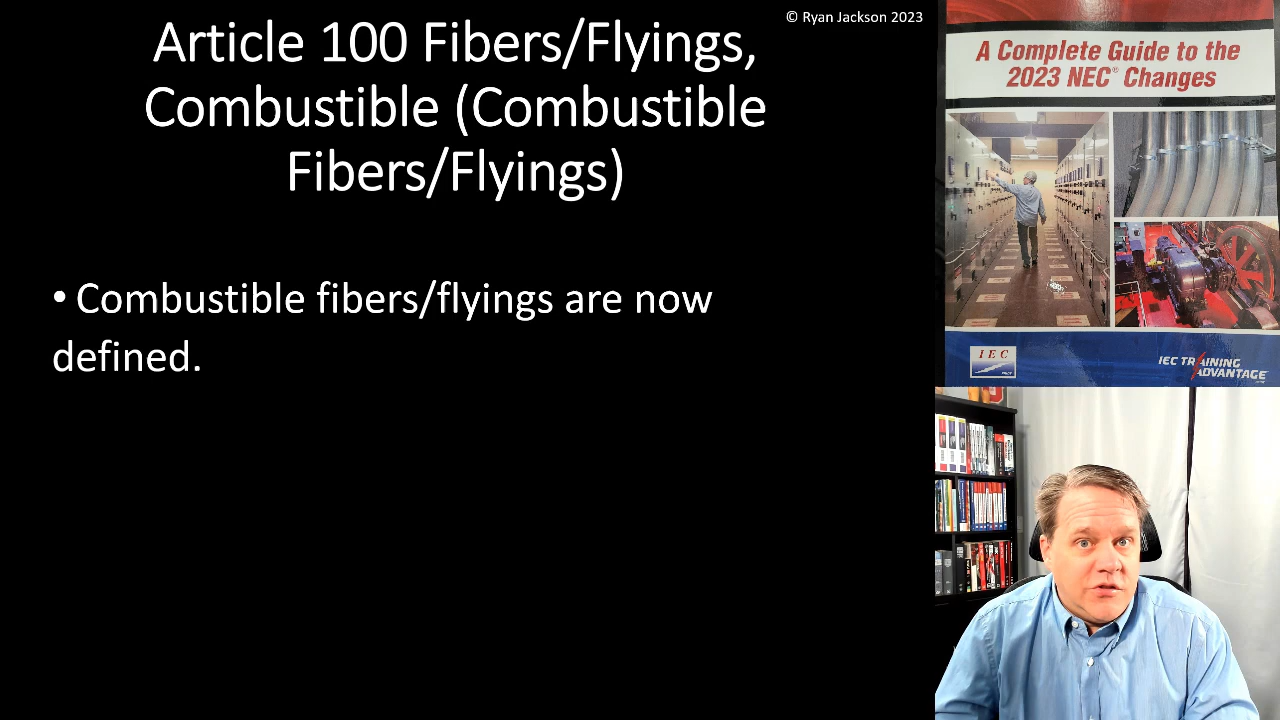 © Ryan Jackson 2023
Article 100 Fibers/Flyings,
Combustible (Combustible
Fibers/Flyings)
• Combustible fibers/flyings are now
defined.
A Complete Guide to the
2023 NEC® Changes
IEC
IEC TRAINING
ADVANTAGE